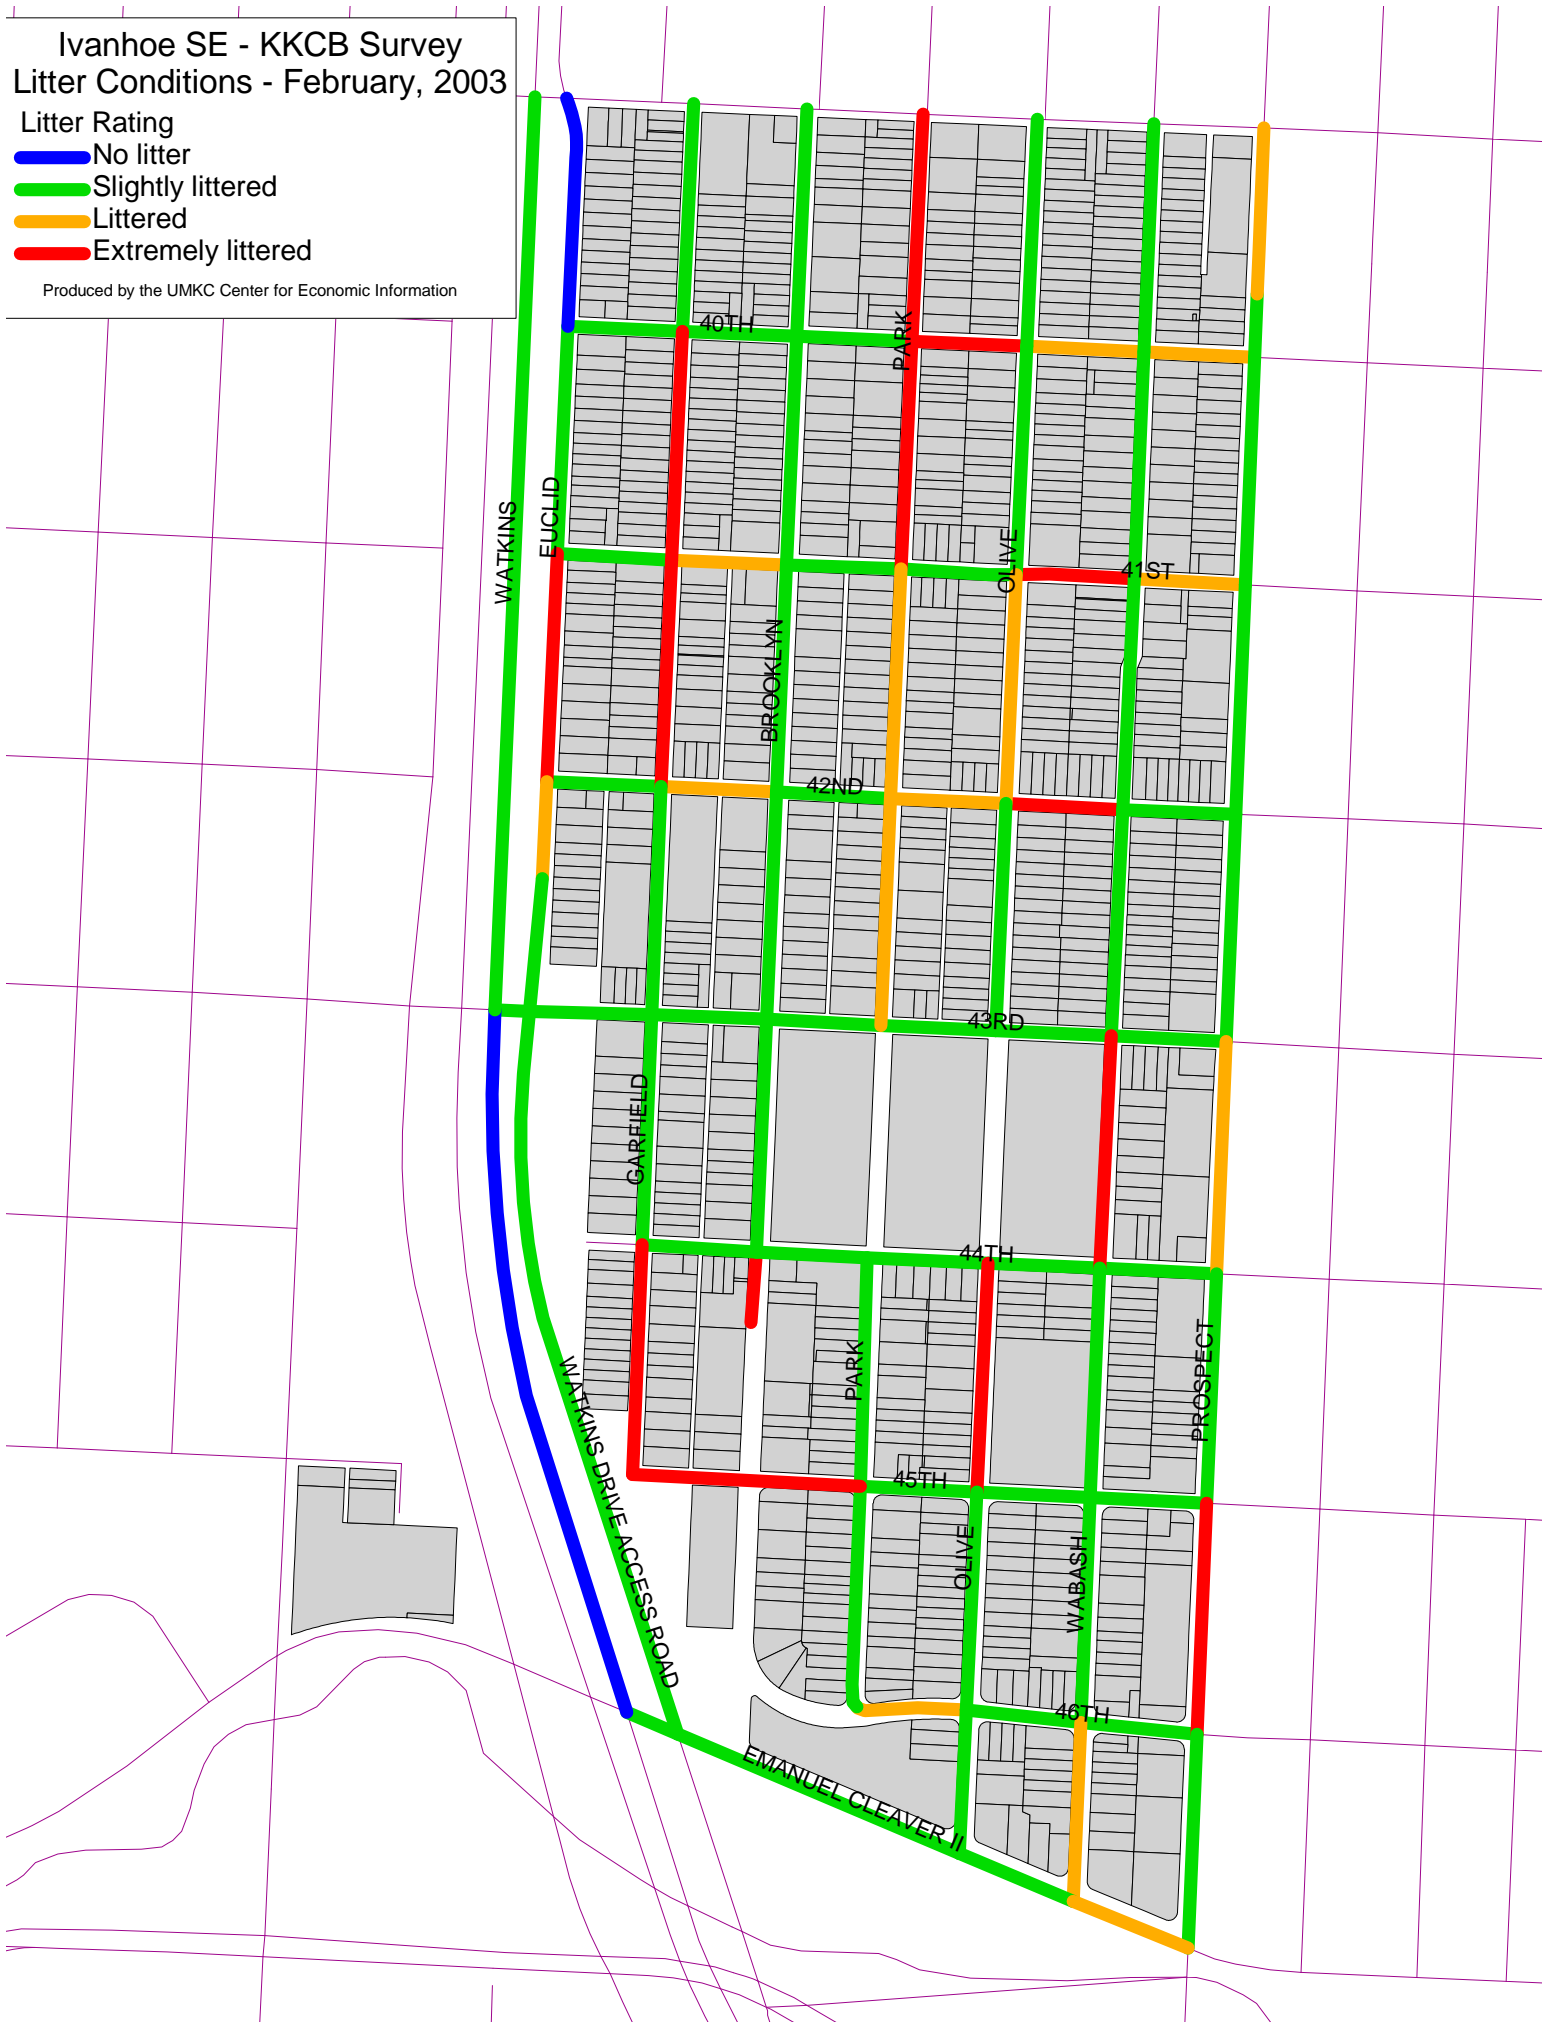 Ivanhoe SE - KKCB Survey
Litter Conditions - February, 2003
Litter Rating
No litter
Slightly littered
Littered
Extremely littered
Produced by the UMKC Center for Economic Information
40TH
PARK
WATKINS
EUCLID
OLIVE
41ST
BROOKLYN
42ND
43RD
GARFIELD
44TH
PARK
PROSPECT
WATKINS DRIVE ACCESS ROAD
45TH
OLIVE
WABASH
46TH
EMANUEL CLEAVER II